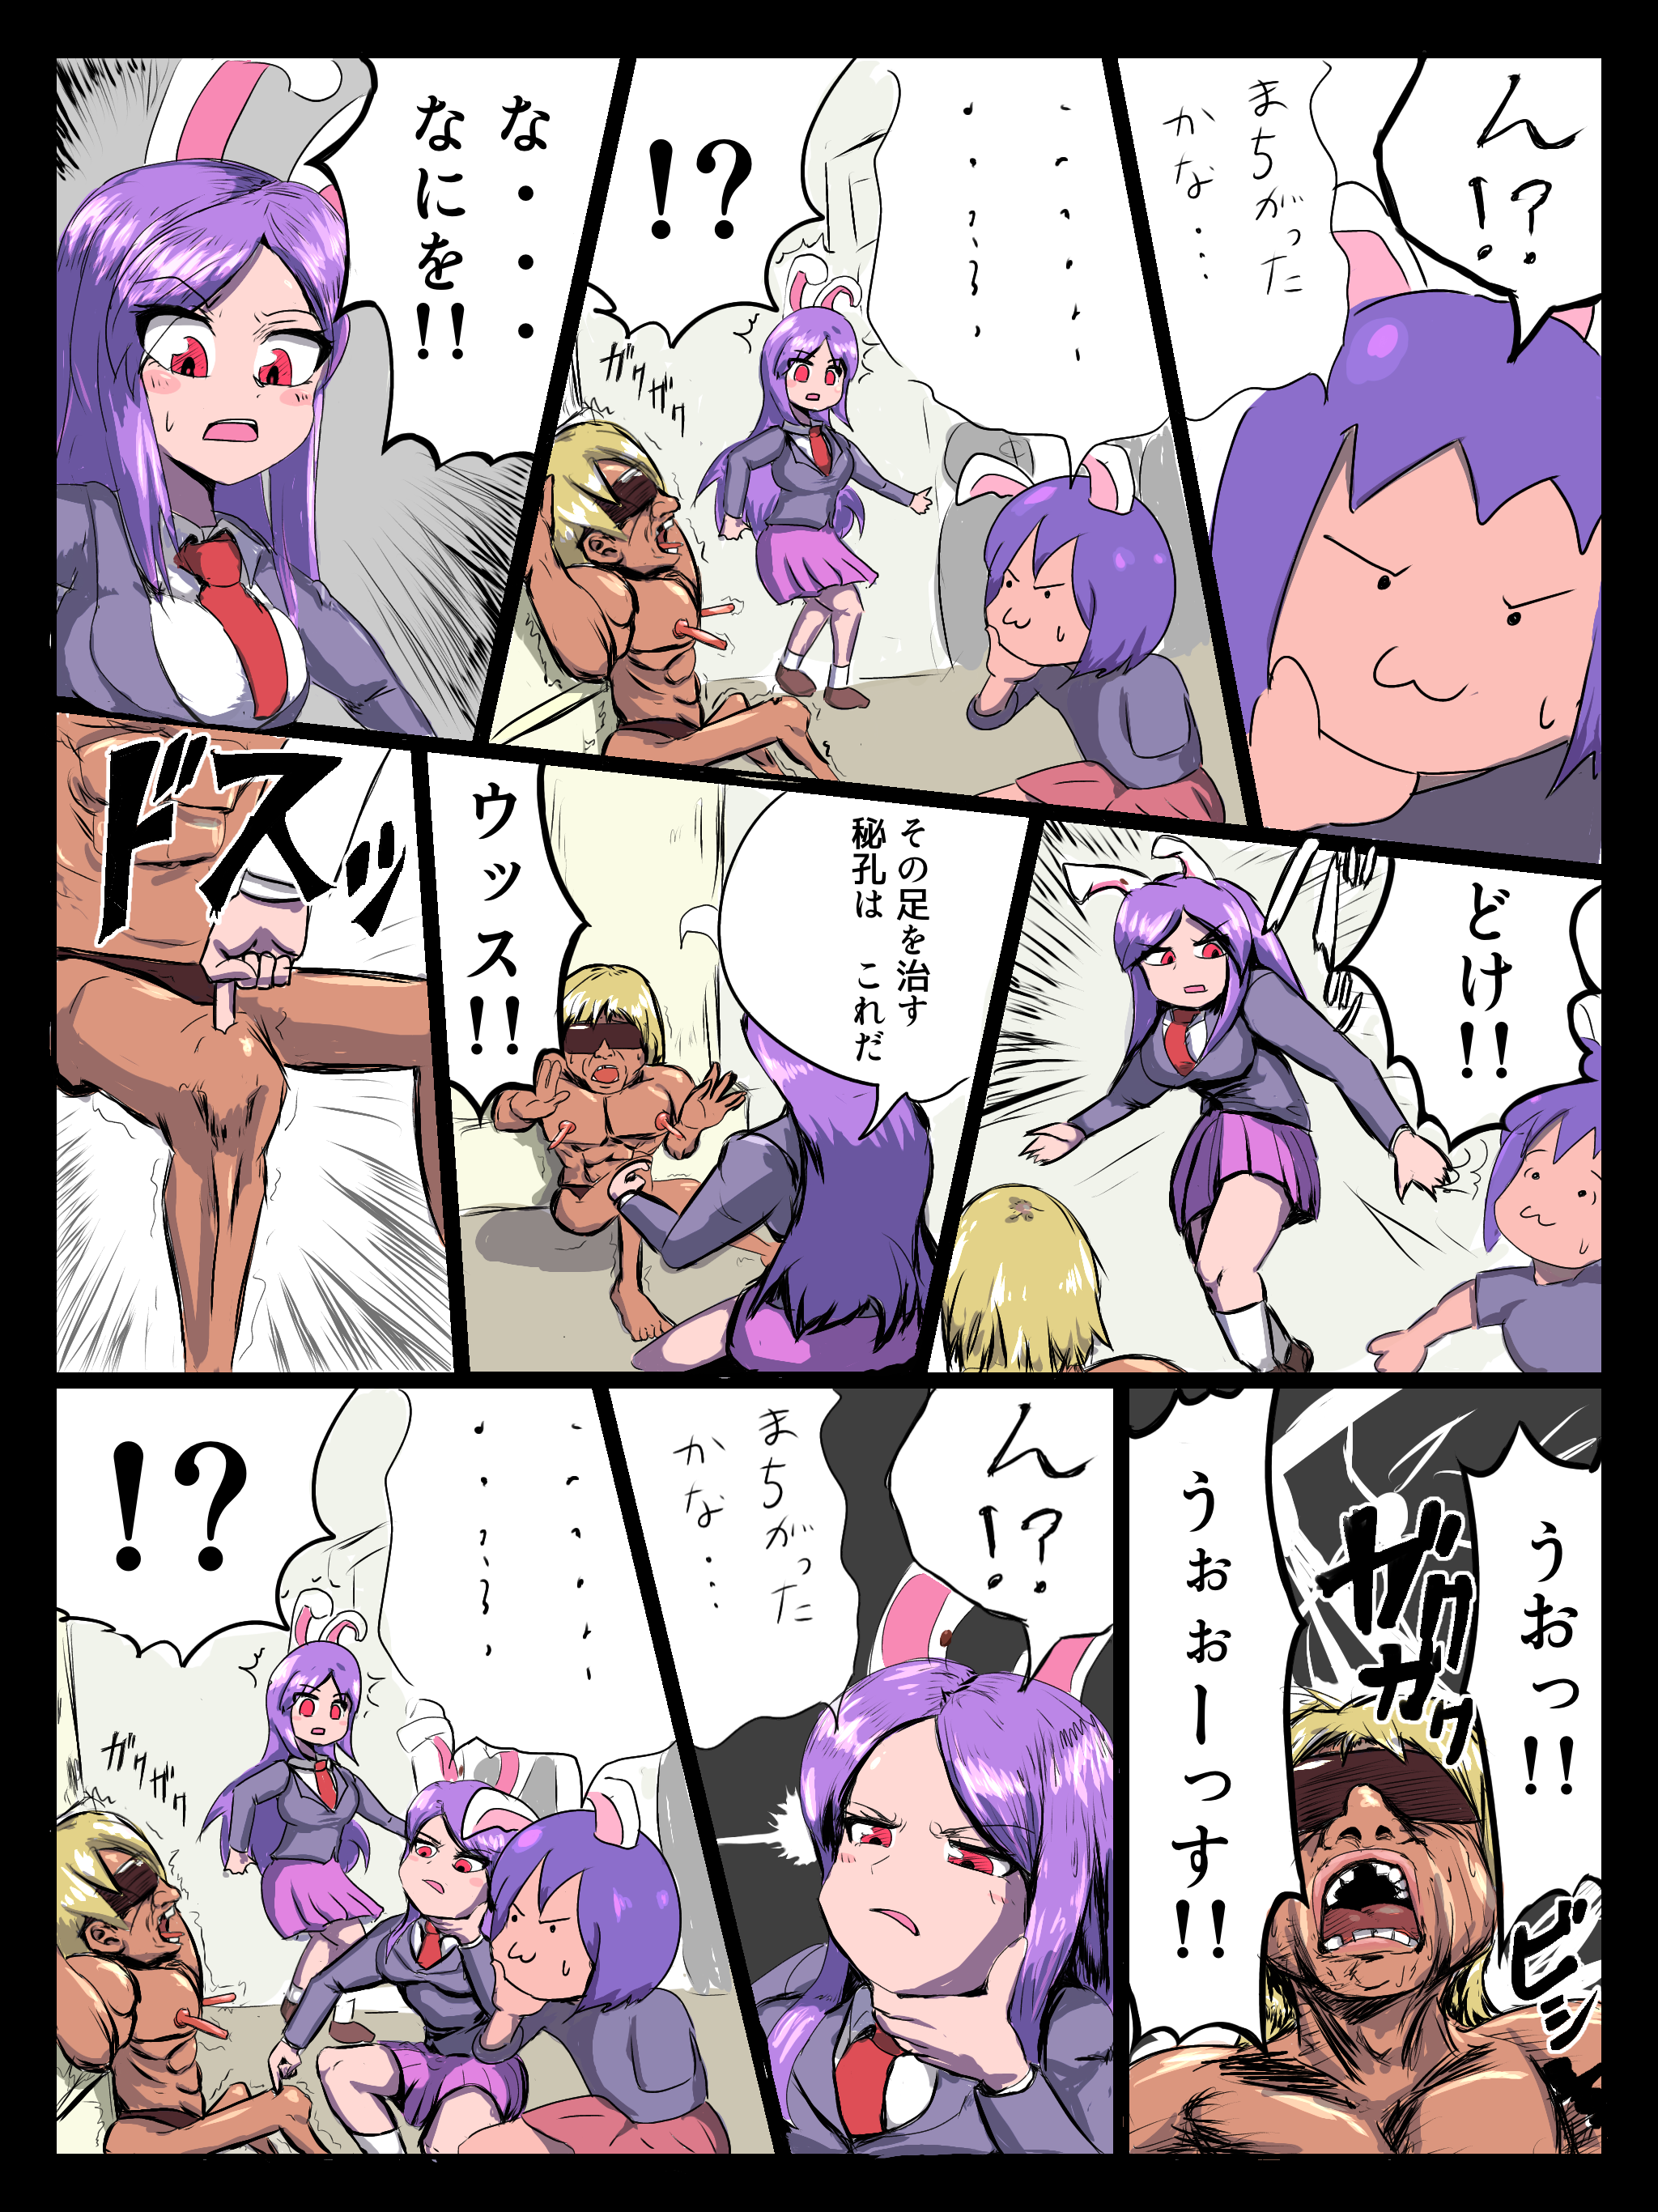 ん!?
まちがった
かな…
!?
ガクガク
な・・・
なにを!!
どけ!!
その足を治す
秘孔は これだ
ウッス!!
ドスッ
うおっ!!
ガクガク
ビシ
うぉぉーっす!!
ん!?
まちがった
かな…
!?
ガクガク